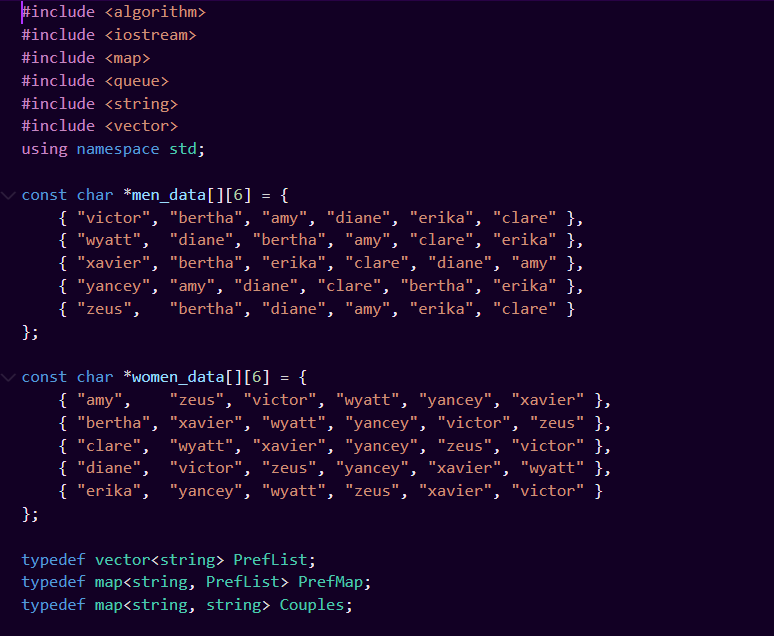 #include <algorithm>
#include <iostream>
#include <map>
#include <queue>
#include <string>
#include <vector>
using namespace std;

const char *men_data[][6] = {
    { "victor", "bertha", "amy", "diane", "erika", "clare" },
    { "wyatt",  "diane", "bertha", "amy", "clare", "erika" },
    { "xavier", "bertha", "erika", "clare", "diane", "amy" },
    { "yancey", "amy", "diane", "clare", "bertha", "erika" },
    { "zeus",   "bertha", "diane", "amy", "erika", "clare" }
};

const char *women_data[][6] = {
    { "amy",    "zeus", "victor", "wyatt", "yancey", "xavier" },
    { "bertha", "xavier", "wyatt", "yancey", "victor", "zeus" },
    { "clare",  "wyatt", "xavier", "yancey", "zeus", "victor" },
    { "diane",  "victor", "zeus", "yancey", "xavier", "wyatt" },
    { "erika",  "yancey", "wyatt", "zeus", "xavier", "victor" }
};

typedef vector<string> PrefList;
typedef map<string, PrefList> PrefMap;
typedef map<string, string> Couples;